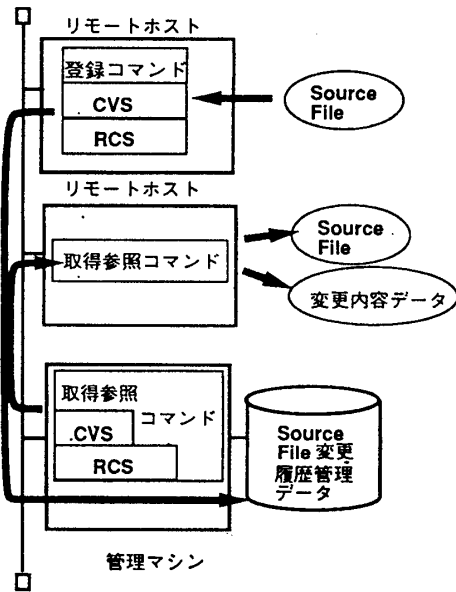 リモートホスト
登録コマンド
CVS
RCS
Source
File
リモートホスト
取得参照コマンド
Source
File
変更内容データ
取得参照
コマンド
CVS
RCS
Source
File 変更
履歴管理
データ
管理マシン